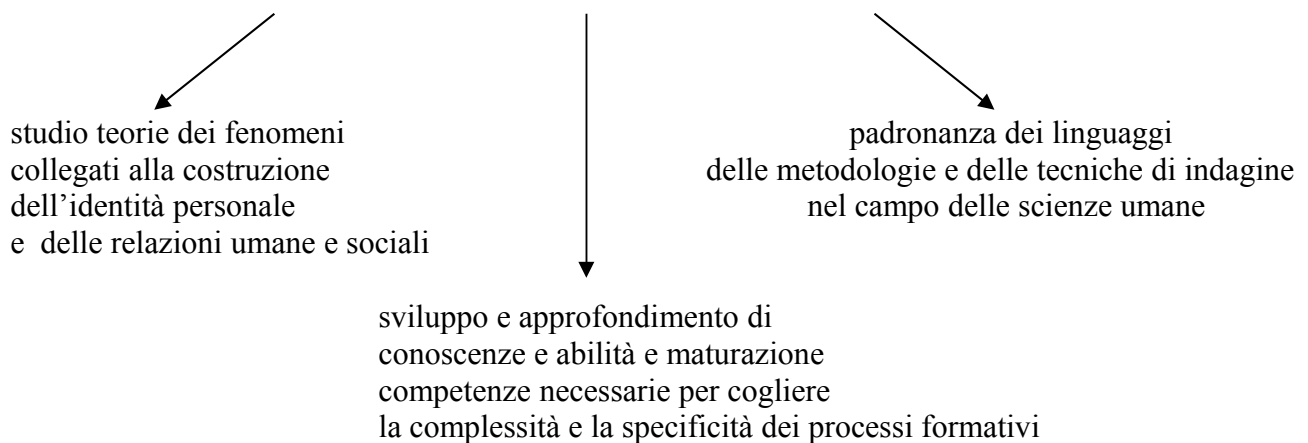 studio teorie dei fenomeni
collegati alla costruzione
dell’identità personale
e  delle relazioni umane e sociali
padronanza dei linguaggi
delle metodologie e delle tecniche di indagine
nel campo delle scienze umane
sviluppo e approfondimento di
conoscenze e abilità e maturazione
competenze necessarie per cogliere
la complessità e la specificità dei processi formativi